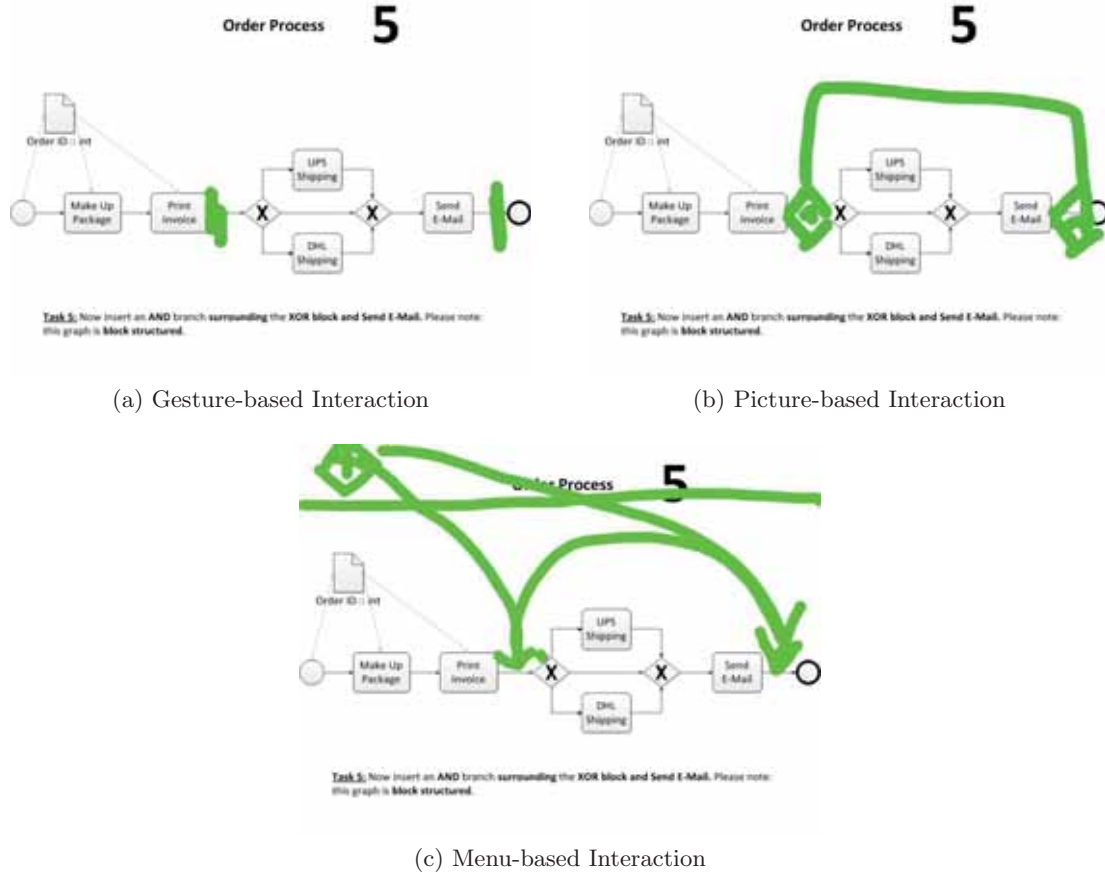 Order Process 5
Order ID :: int
UPS
Shipping
Make Up
Package
Print
Invoice
X
X
Send
E-Mail
DHL
Shipping
Task 5: Now insert an AND branch surrounding the XOR block and Send E-Mail. Please note:
this graph is block structured.
(a) Gesture-based Interaction
Order Process 5
Order ID :: int
UPS
Shipping
Make Up
Package
Print
Invoice
X
X
Send
E-Mail
DHL
Shipping
Task 5: Now insert an AND branch surrounding the XOR block and Send E-Mail. Please note:
this graph is block structured.
(b) Picture-based Interaction
Order Process 5
Order ID :: int
UPS
Shipping
Make Up
Package
Print
Invoice
X
X
Send
E-Mail
DHL
Shipping
Task 5: Now insert an AND branch surrounding the XOR block and Send E-Mail. Please note:
this graph is block structured.
(c) Menu-based Interaction